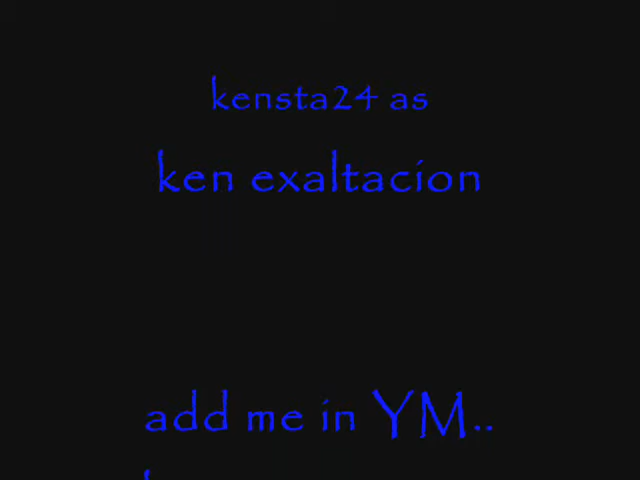 kensta24 as
ken exaltacion
add me in YM..